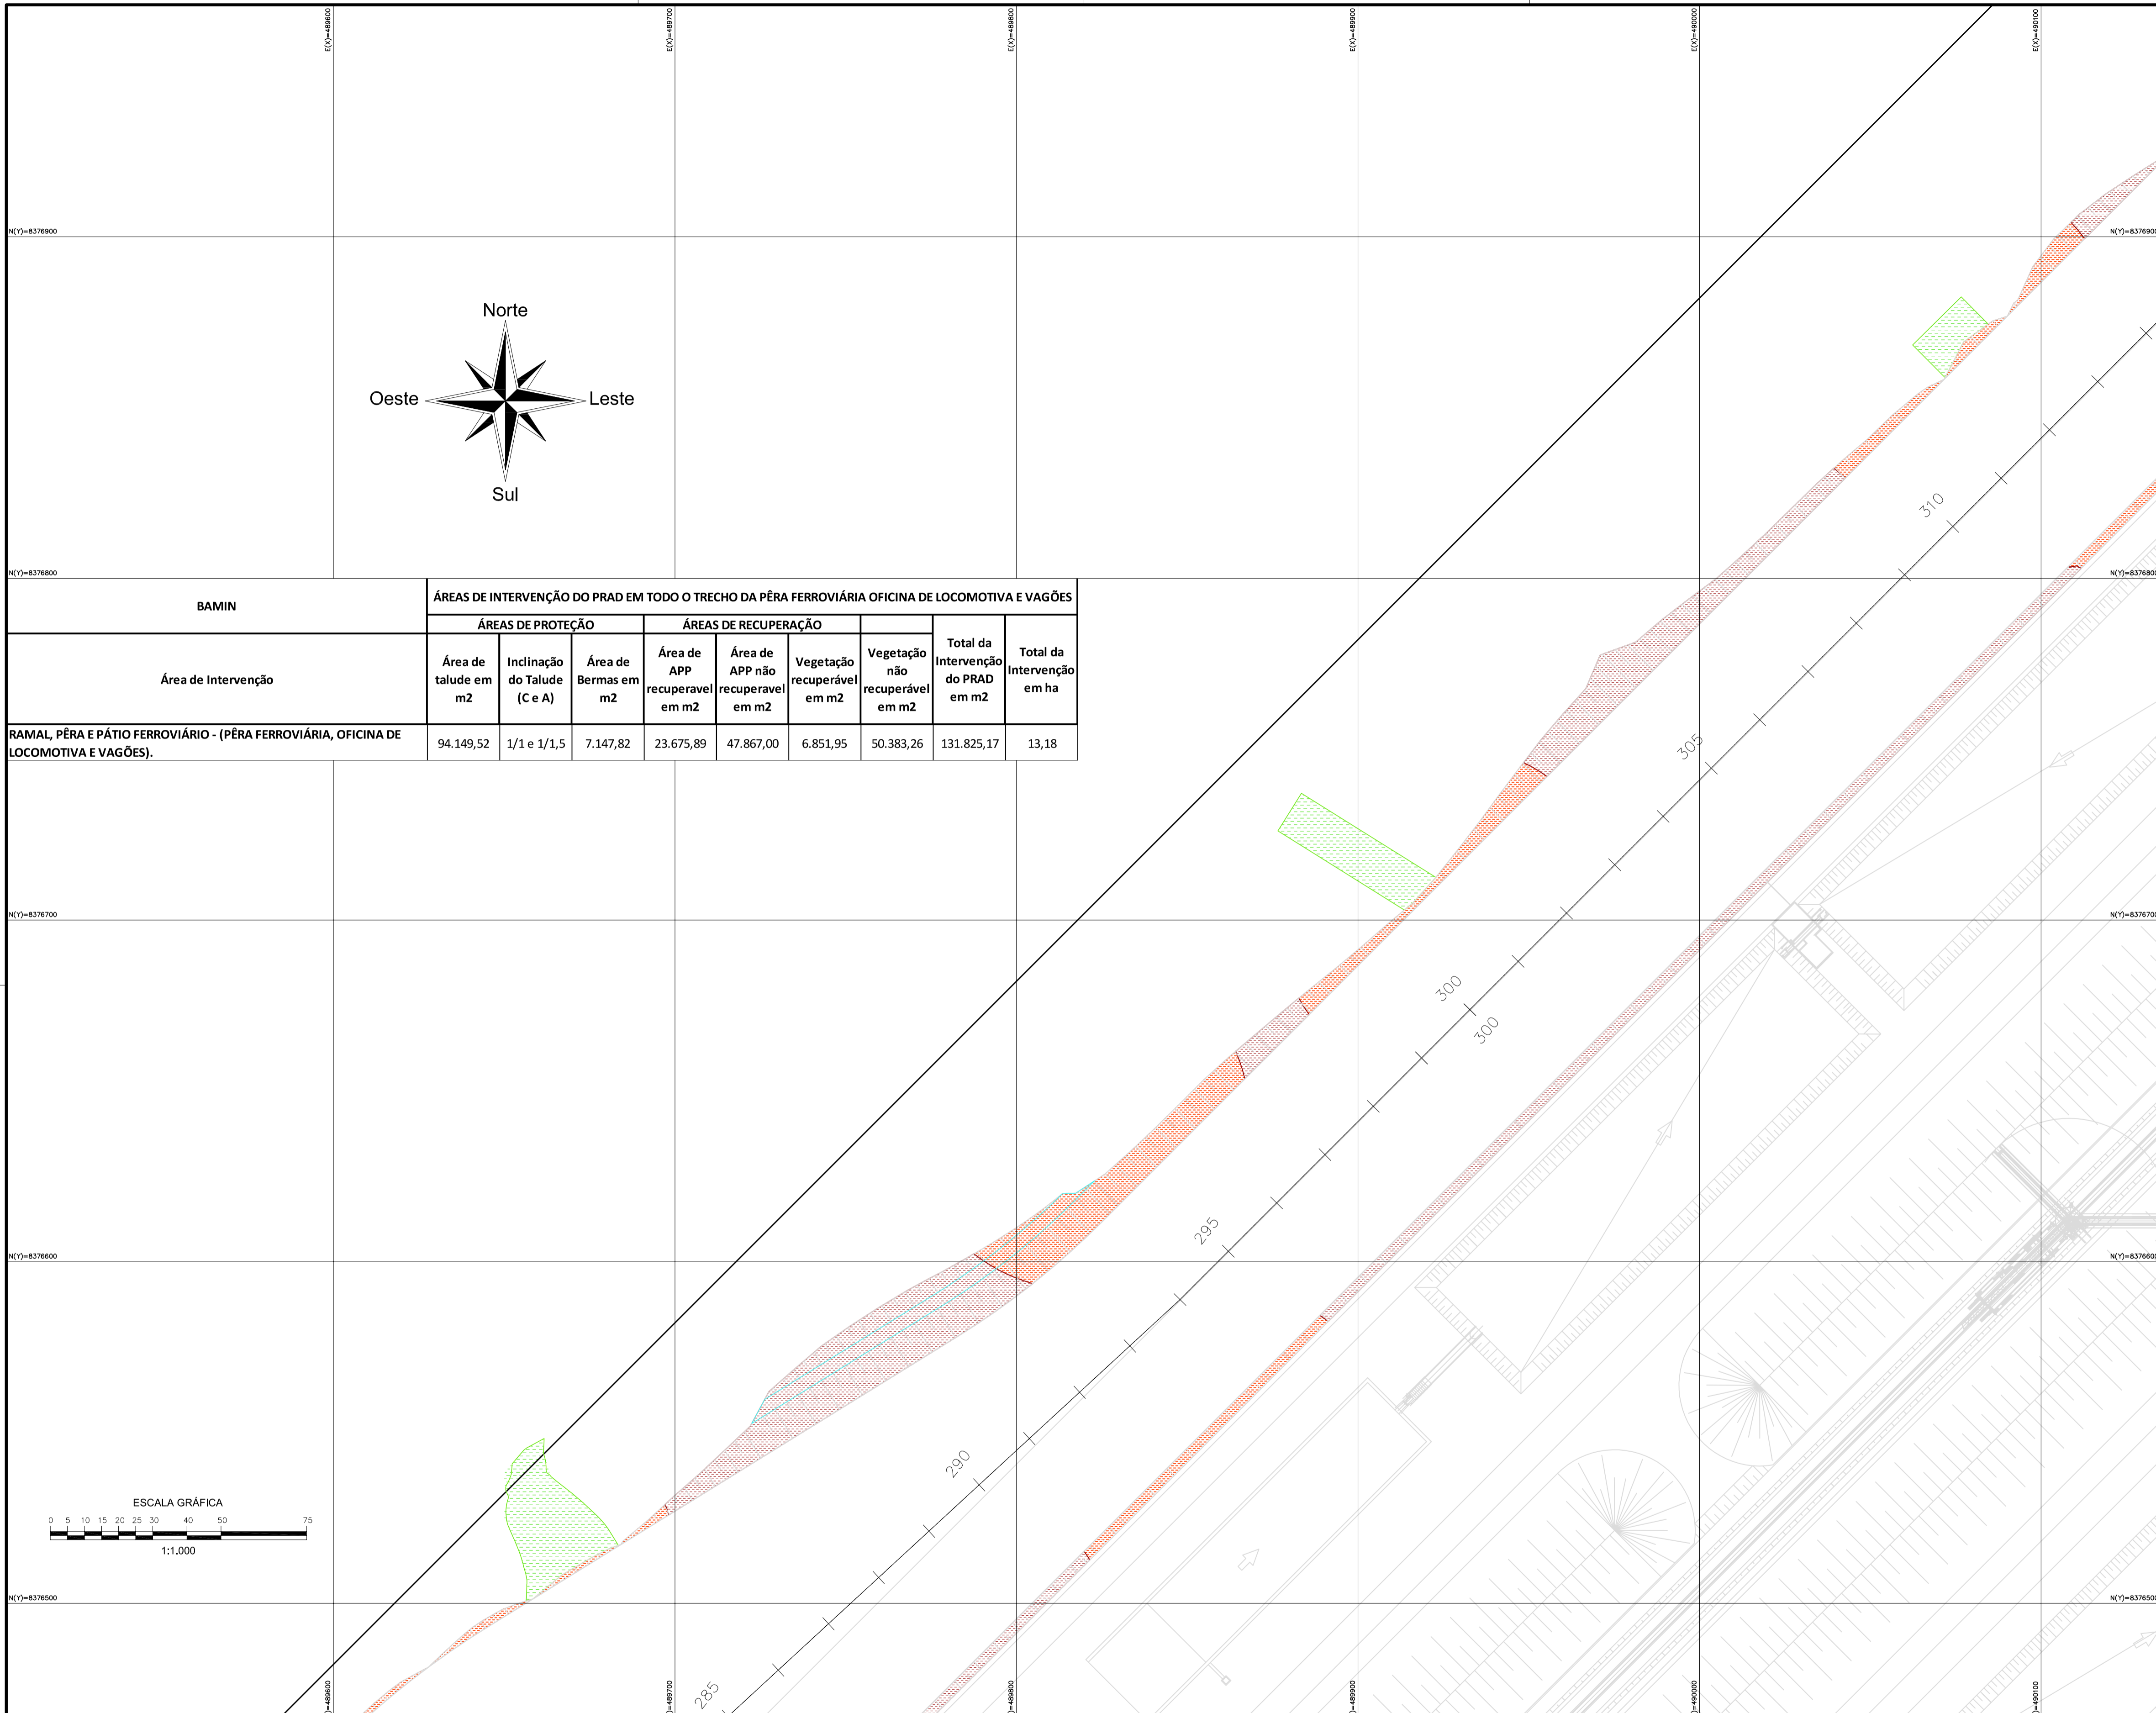 E(X)=489600
E(X)=489700
E(X)=489800
E(X)=489900
E(X)=490000
E(X)=490100
N(Y)=8376900
N(Y)=8376900
Norte
Oeste
Leste
Sul
310
N(Y)=8376800
N(Y)=8376800
BAMIN
ÁREAS DE INTERVENÇÃO DO PRAD EM TODO O TRECHO DA PÊRA FERROVIÁRIA OFICINA DE LOCOMOTIVA E VAGÕES
ÁREAS DE PROTEÇÃO
ÁREAS DE RECUPERAÇÃO
Área de Intervenção
Área de talude em m2
Inclinação do Talude (C e A)
Área de Bermas em m2
Área de APP recuperavel em m2
Área de APP não recuperavel em m2
Vegetação recuperável em m2
Vegetação não recuperável em m2
Total da Intervenção do PRAD em m2
Total da Intervenção em ha
RAMAL, PÊRA E PÁTIO FERROVIÁRIO - (PÊRA FERROVIÁRIA, OFICINA DE LOCOMOTIVA E VAGÕES).
94.149,52
1/1 e 1/1,5
7.147,82
23.675,89
47.867,00
6.851,95
50.383,26
131.825,17
13,18
305
N(Y)=8376700
N(Y)=8376700
300
300
295
N(Y)=8376600
N(Y)=8376600
290
ESCALA GRÁFICA
0 5 10 15 20 25 30 40 50 75
1:1.000
N(Y)=8376500
N(Y)=8376500
285
)=489600
)=489700
)=489800
)=489900
)=490000
)=490100